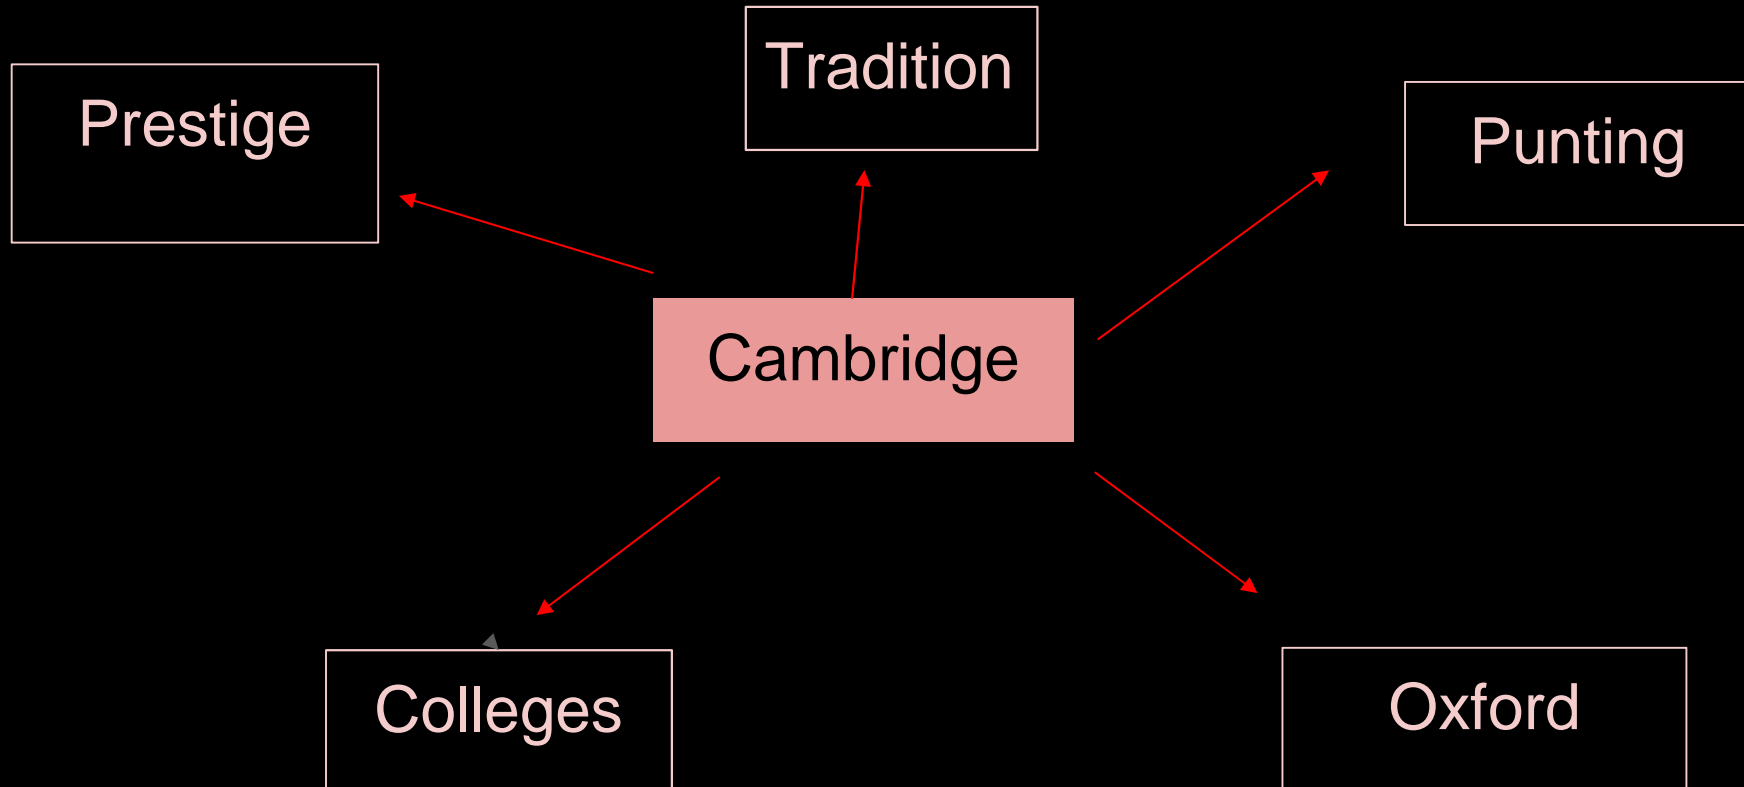 Tradition
Prestige
Punting
Cambridge
Colleges
Oxford